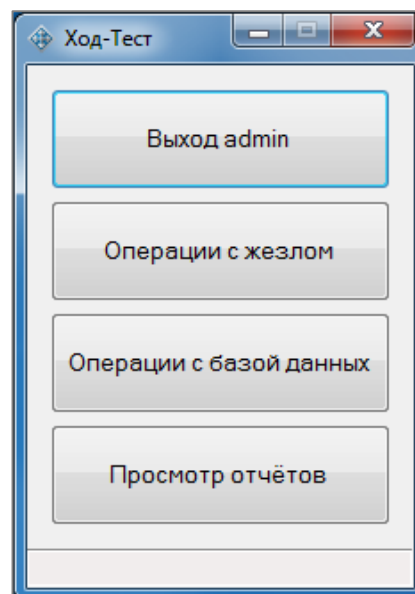 Ход-Тест
Выход admin
Операции с жезлом
Операции с базой данных
Просмотр отчётов